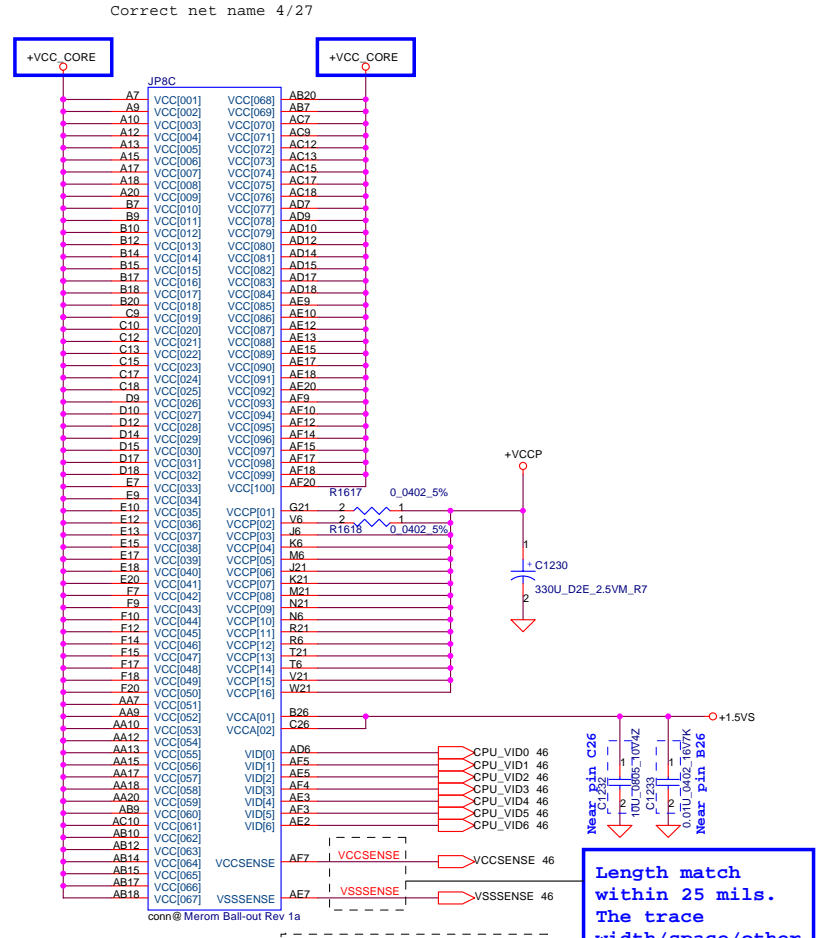 Correct net name 4/27
+VCC_CORE +VCC_CORE
JP8C
A7 VCC[001] VCC[068] AB20
A9 VCC[002] VCC[069] AB7
A10 VCC[003] VCC[070] AC7
A12 VCC[004] VCC[071] AC9
A13 VCC[005] VCC[072] AC12
A15 VCC[006] VCC[073] AC13
A17 VCC[007] VCC[074] AC15
A18 VCC[008] VCC[075] AC17
A20 VCC[009] VCC[076] AC18
B7 VCC[010] VCC[077] AD7
B9 VCC[011] VCC[078] AD9
B10 VCC[012] VCC[079] AD10
B12 VCC[013] VCC[080] AD12
B14 VCC[014] VCC[081] AD14
B15 VCC[015] VCC[082] AD15
B17 VCC[016] VCC[083] AD17
B18 VCC[017] VCC[084] AD18
B20 VCC[018] VCC[085] AE9
C9 VCC[019] VCC[086] AE10
C10 VCC[020] VCC[087] AE12
C12 VCC[021] VCC[088] AE13
C13 VCC[022] VCC[089] AE15
C15 VCC[023] VCC[090] AE17
C17 VCC[024] VCC[091] AE18
C18 VCC[025] VCC[092] AE20
D9 VCC[026] VCC[093] AF9
D10 VCC[027] VCC[094] AF10
D12 VCC[028] VCC[095] AF12
D14 VCC[029] VCC[096] AF14
D15 VCC[030] VCC[097] AF15
D17 VCC[031] VCC[098] AF17
D18 VCC[032] VCC[099] AF18
E7 VCC[033] VCC[100] AF20
E9 VCC[034]
E10 VCC[035] VCCP[01] G21
E12 VCC[036] VCCP[02] V6
E13 VCC[037] VCCP[03] J6
E15 VCC[038] VCCP[04] K6
E17 VCC[039] VCCP[05] M6
E18 VCC[040] VCCP[06] J21
E20 VCC[041] VCCP[07] K21
F7 VCC[042] VCCP[08] M21
F9 VCC[043] VCCP[09] N21
F10 VCC[044] VCCP[10] N6
F12 VCC[045] VCCP[11] R21
F14 VCC[046] VCCP[12] R6
F15 VCC[047] VCCP[13] T21
F17 VCC[048] VCCP[14] T6
F18 VCC[049] VCCP[15] V21
F20 VCC[050] VCCP[16] W21
AA7 VCC[051]
AA9 VCC[052] VCCA[01] B26
AA10 VCC[053] VCCA[02] C26
AA12 VCC[054]
AA13 VCC[055] VID[0] AD6 CPU_VID0 46
AA15 VCC[056] VID[1] AF5 CPU_VID1 46
AA17 VCC[057] VID[2] AE5 CPU_VID2 46
AA18 VCC[058] VID[3] AF4 CPU_VID3 46
AA20 VCC[059] VID[4] AE3 CPU_VID4 46
AB9 VCC[060] VID[5] AF3 CPU_VID5 46
AC10 VCC[061] VID[6] AE2 CPU_VID6 46
AB10 VCC[062]
AB12 VCC[063]
AB14 VCC[064] VCCSENSE AF7 VCCSENSE VCCSENSE 46
AB15 VCC[065]
AB17 VCC[066]
AB18 VCC[067] VSSSENSE AE7 VSSSENSE VSSSENSE 46
conn@ Merom Ball-out Rev 1a
R1617 0_0402_5%
2 1
2 1
R1618 0_0402_5%
+VCCP
1
+ C1230
330U_D2E_2.5VM_R7
2
+1.5VS
Near pin C26
C1232
1
2
10U_0805_10V4Z
C1233
1
2
0.01U_0402_16V7K
Near pin B26
Length match
within 25 mils.
The trace
width/space/other